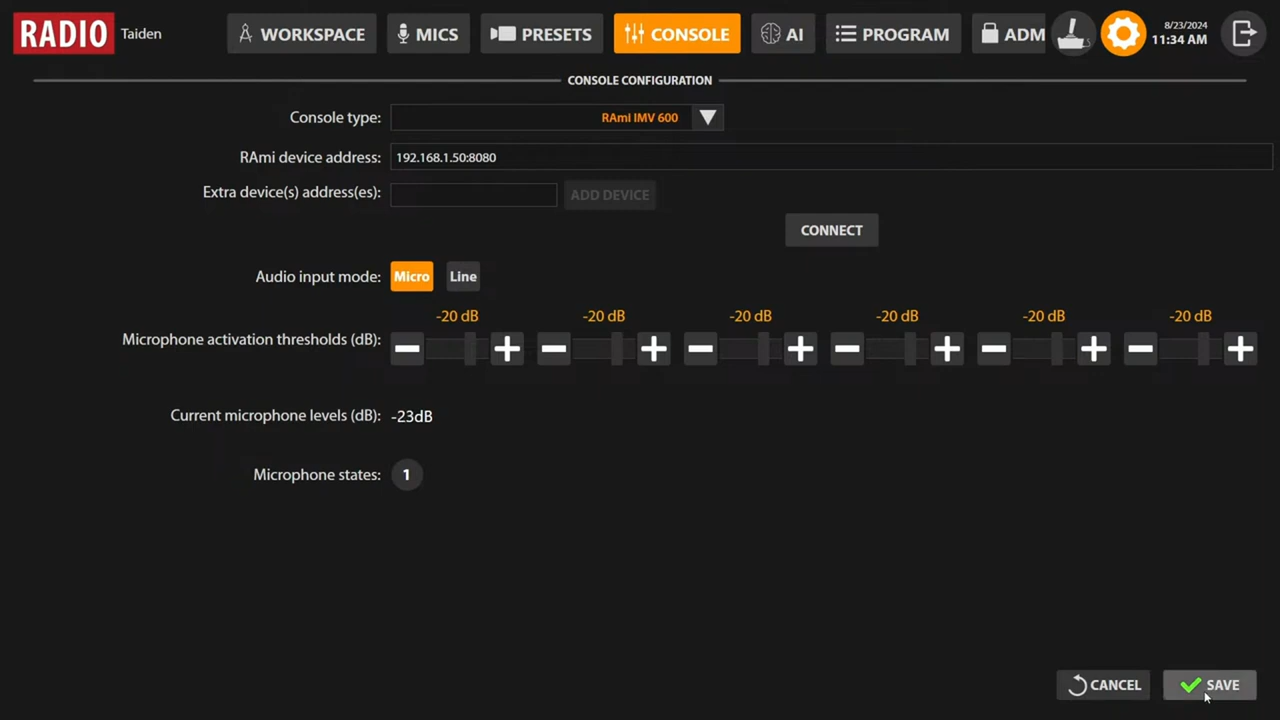 RADIO Taiden WORKSPACE MICS PRESETS CONSOLE AI PROGRAM ADM 8/23/2024
11:34 AM
CONSOLE CONFIGURATION
Console type: RAmI IMV 600
RAmi device address: 192.168.1.50:8080
Extra device(s) address(es): ADD DEVICE
CONNECT
Audio input mode: Micro Line
-20 dB -20 dB -20 dB -20 dB -20 dB -20 dB
Microphone activation thresholds (dB):
Current microphone levels (dB): -23dB
Microphone states: 1
CANCEL SAVE